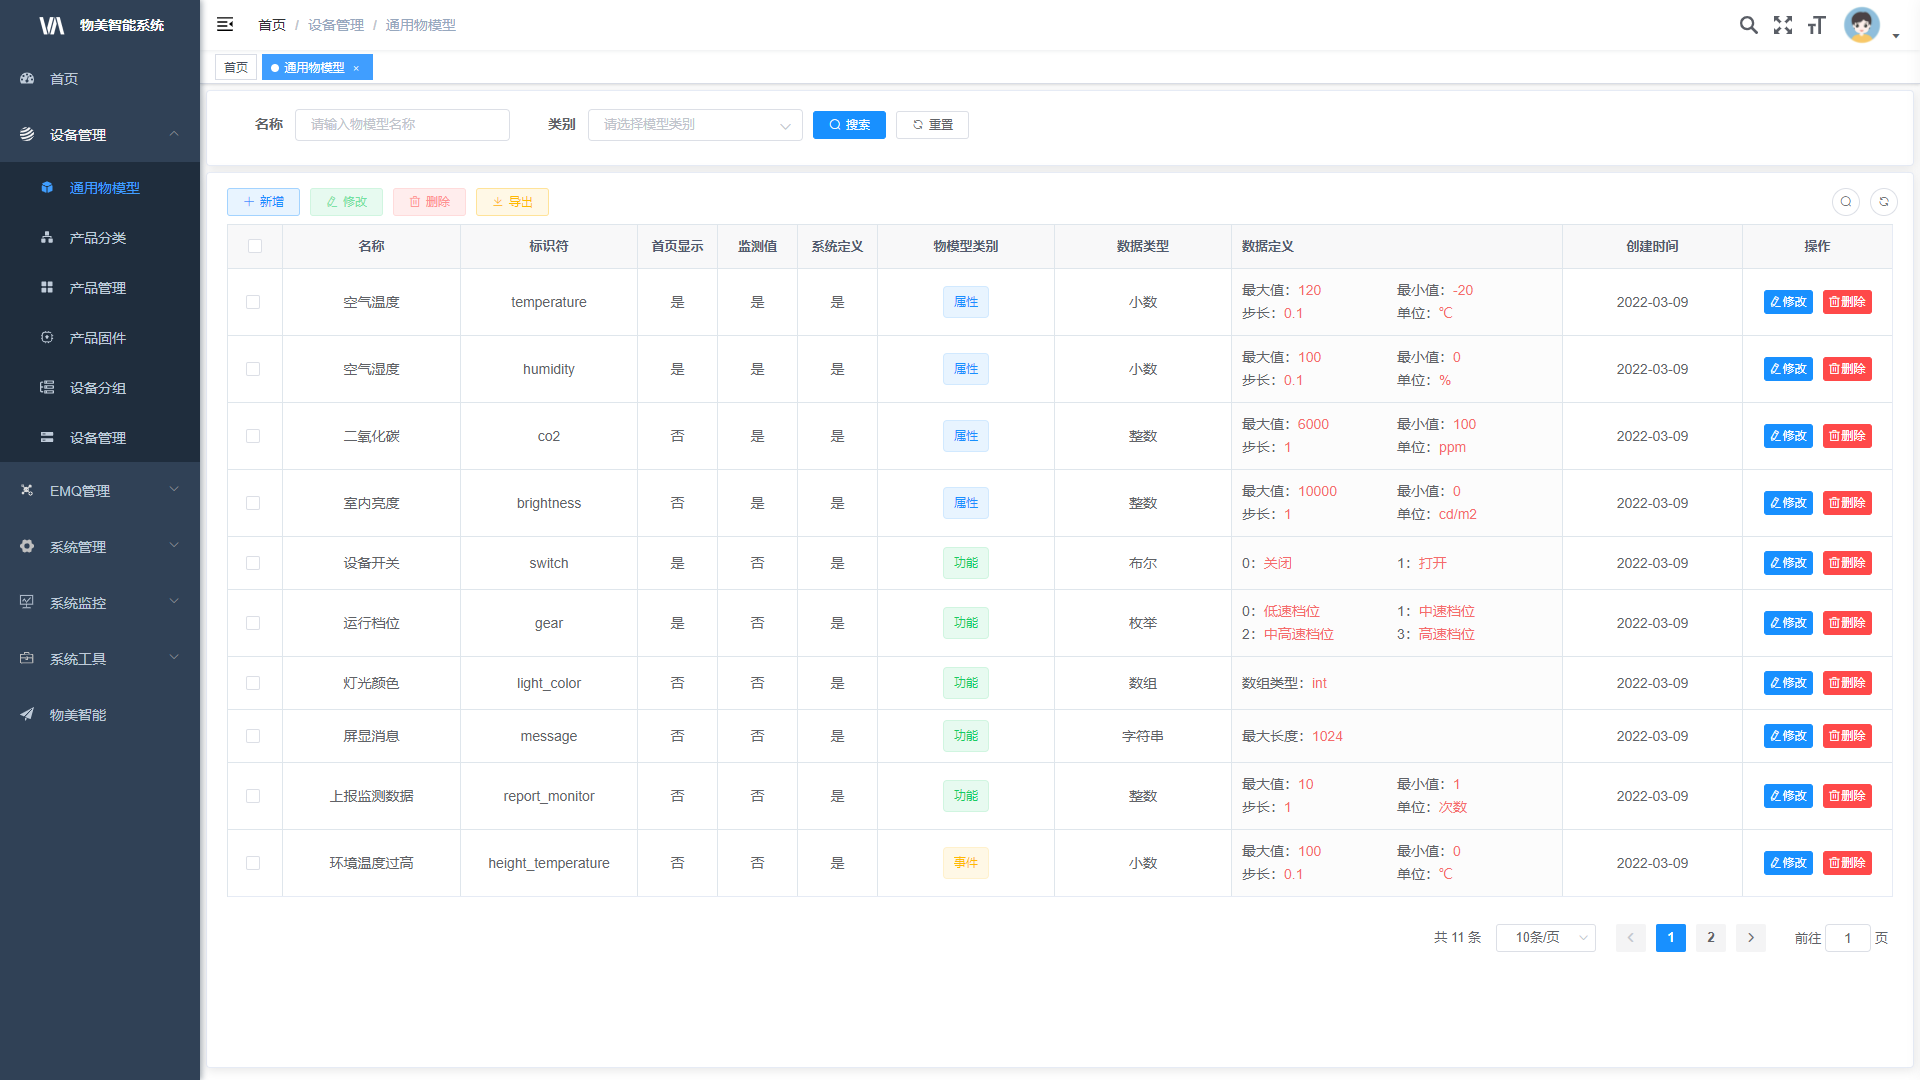 物美智能系统
首页
设备管理
通用物模型
产品分类
产品管理
产品固件
设备分组
设备管理
EMQ管理
系统管理
系统监控
系统工具
物美智能
首页 / 设备管理 / 通用物模型
首页 通用物模型 ×
名称 请输入物模型名称 类别 请选择模型类别 搜索 重置
新增 修改 删除 导出
名称 标识符 首页显示 监测值 系统定义 物模型类别 数据类型 数据定义 创建时间 操作
空气温度 temperature 是 是 是 属性 小数 最大值：120 最小值：-20 步长：0.1 单位：℃ 2022-03-09 修改 删除
空气湿度 humidity 是 是 是 属性 小数 最大值：100 最小值：0 步长：0.1 单位：% 2022-03-09 修改 删除
二氧化碳 co2 否 是 是 属性 整数 最大值：6000 最小值：100 步长：1 单位：ppm 2022-03-09 修改 删除
室内亮度 brightness 否 是 是 属性 整数 最大值：10000 最小值：0 步长：1 单位：cd/m2 2022-03-09 修改 删除
设备开关 switch 是 否 是 功能 布尔 0：关闭 1：打开 2022-03-09 修改 删除
运行档位 gear 是 否 是 功能 枚举 0：低速档位 1：中速档位 2：中高速档位 3：高速档位 2022-03-09 修改 删除
灯光颜色 light_color 否 否 是 功能 数组 数组类型：int 2022-03-09 修改 删除
屏显消息 message 否 否 是 功能 字符串 最大长度：1024 2022-03-09 修改 删除
上报监测数据 report_monitor 否 否 是 功能 整数 最大值：10 最小值：1 步长：1 单位：次数 2022-03-09 修改 删除
环境温度过高 height_temperature 否 否 是 事件 小数 最大值：100 最小值：0 步长：0.1 单位：℃ 2022-03-09 修改 删除
共 11 条 10条/页 1 2 前往 1 页